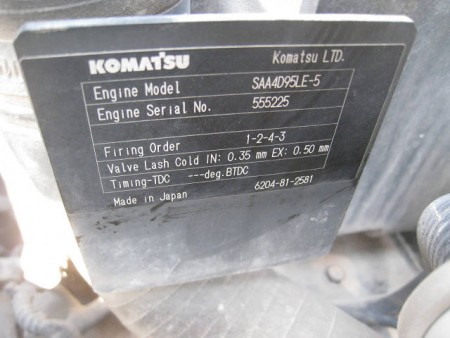 KOMATSU Komatsu LTD.
Engine Model SAA4D95LE-5
Engine Serial No. 555225
Firing Order 1-2-4-3
Valve Lash Cold IN: 0.35 mm EX: 0.50 mm
Timing-TDC ---deg.BTDC
Made in Japan 6204-81-2581